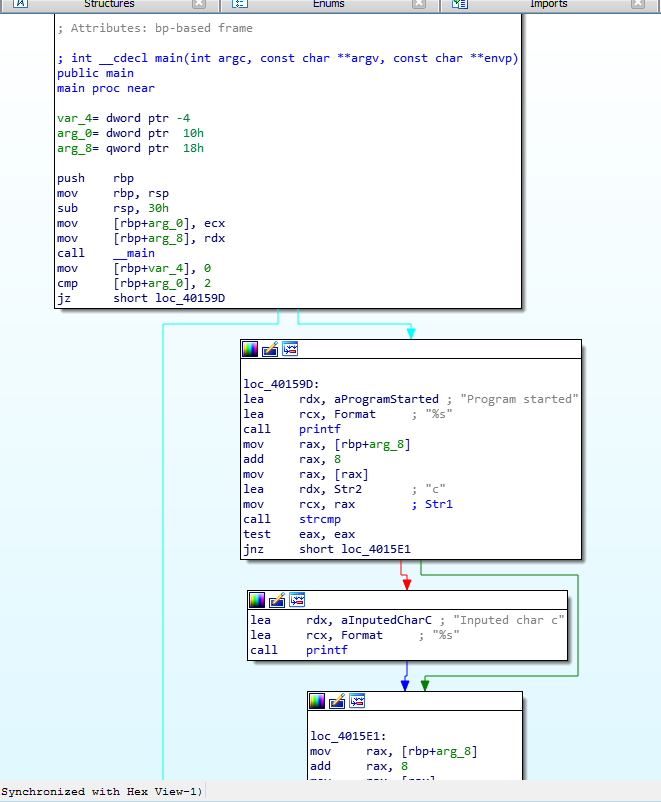 Structures Enums Imports
; Attributes: bp-based frame
; int __cdecl main(int argc, const char **argv, const char **envp)
public main
main proc near
var_4= dword ptr -4
arg_0= dword ptr  10h
arg_8= qword ptr  18h
push    rbp
mov     rbp, rsp
sub     rsp, 30h
mov     [rbp+arg_0], ecx
mov     [rbp+arg_8], rdx
call    __main
mov     [rbp+var_4], 0
cmp     [rbp+arg_0], 2
jz      short loc_40159D
loc_40159D:
lea     rdx, aProgramStarted ; "Program started"
lea     rcx, Format     ; "%s"
call    printf
mov     rax, [rbp+arg_8]
add     rax, 8
mov     rax, [rax]
lea     rdx, Str2       ; "c"
mov     rcx, rax        ; Str1
call    strcmp
test    eax, eax
jnz     short loc_4015E1
lea     rdx, aInputedCharC ; "Inputed char c"
lea     rcx, Format     ; "%s"
call    printf
loc_4015E1:
mov     rax, [rbp+arg_8]
add     rax, 8
Synchronized with Hex View-1)